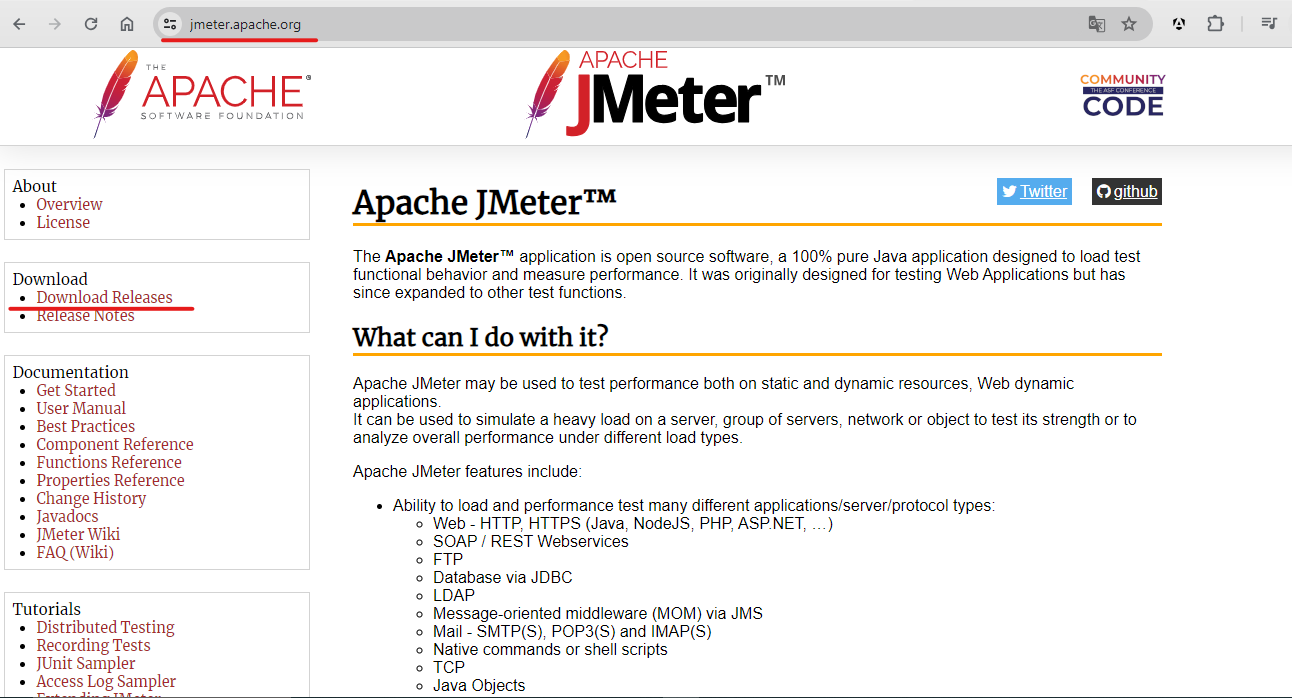 jmeter.apache.org
THE
APACHE®
SOFTWARE FOUNDATION
APACHE
JMeter™
COMMUNITY
THE ASF CONFERENCE
CODE
About
Overview
License
Download
Download Releases
Release Notes
Documentation
Get Started
User Manual
Best Practices
Component Reference
Functions Reference
Properties Reference
Change History
Javadocs
JMeter Wiki
FAQ (Wiki)
Tutorials
Distributed Testing
Recording Tests
JUnit Sampler
Access Log Sampler
Extending JMeter
Twitter
github
Apache JMeter™
The Apache JMeter™ application is open source software, a 100% pure Java application designed to load test
functional behavior and measure performance. It was originally designed for testing Web Applications but has
since expanded to other test functions.
What can I do with it?
Apache JMeter may be used to test performance both on static and dynamic resources, Web dynamic
applications.
It can be used to simulate a heavy load on a server, group of servers, network or object to test its strength or to
analyze overall performance under different load types.
Apache JMeter features include:
• Ability to load and performance test many different applications/server/protocol types:
◦ Web - HTTP, HTTPS (Java, NodeJS, PHP, ASP.NET, …)
◦ SOAP / REST Webservices
◦ FTP
◦ Database via JDBC
◦ LDAP
◦ Message-oriented middleware (MOM) via JMS
◦ Mail - SMTP(S), POP3(S) and IMAP(S)
◦ Native commands or shell scripts
◦ TCP
◦ Java Objects